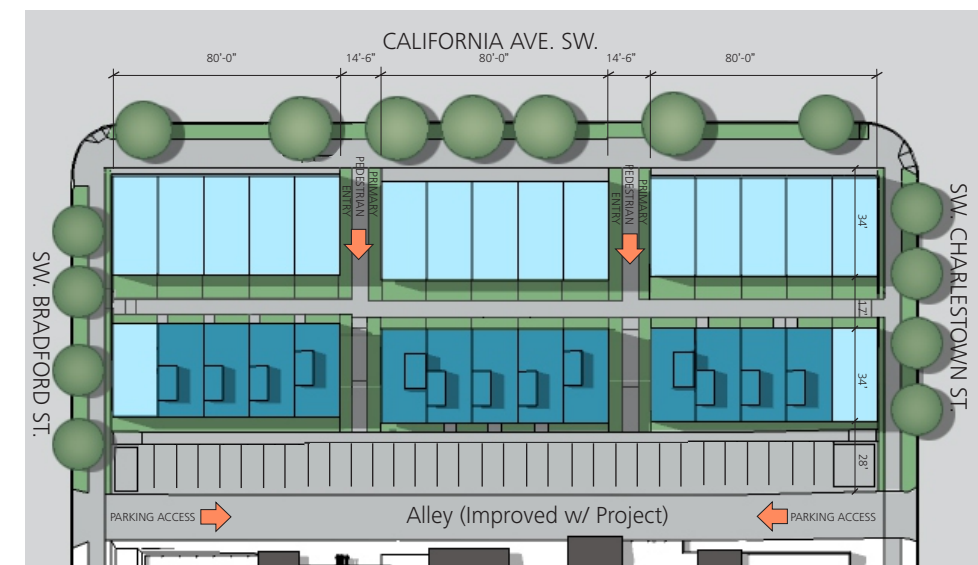 CALIFORNIA AVE. SW.
80'-0"
14'-6"
80'-0"
14'-6"
80'-0"
PRIMARY
PEDESTRIAN
ENTRY
PRIMARY
PEDESTRIAN
ENTRY
34'
17'
34'
28'
SW. BRADFORD ST.
SW. CHARLESTOWN ST.
PARKING ACCESS
Alley (Improved w/ Project)
PARKING ACCESS